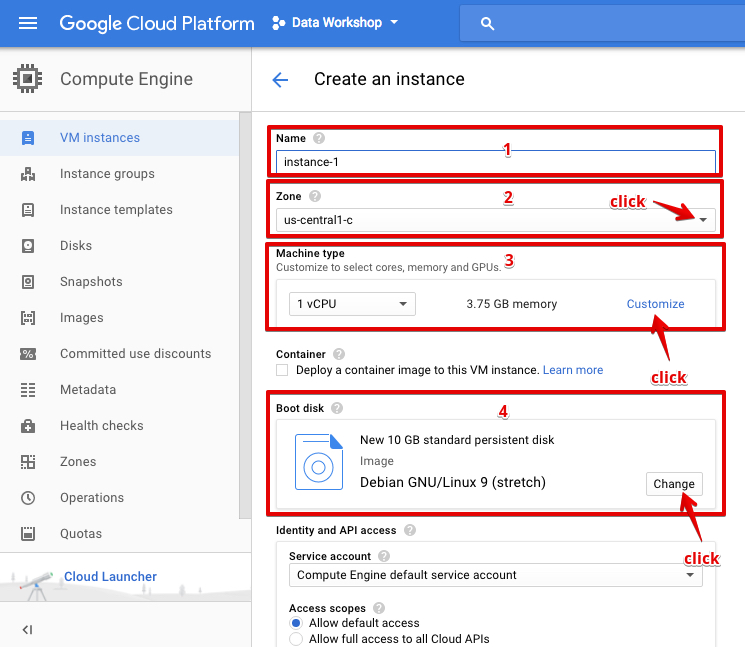 Google Cloud Platform
Data Workshop
Compute Engine
Create an instance
VM instances
Instance groups
Instance templates
Disks
Snapshots
Images
Committed use discounts
Metadata
Health checks
Zones
Operations
Quotas
Cloud Launcher
Name ?
1
instance-1
Zone ?
2
click
us-central1-c
Machine type
Customize to select cores, memory and GPUs.
3
1 vCPU
3.75 GB memory
Customize
click
Container ?
Deploy a container image to this VM instance. Learn more
Boot disk ?
4
New 10 GB standard persistent disk
Image
Debian GNU/Linux 9 (stretch)
Change
click
Identity and API access ?
Service account ?
Compute Engine default service account
Access scopes ?
Allow default access
Allow full access to all Cloud APIs